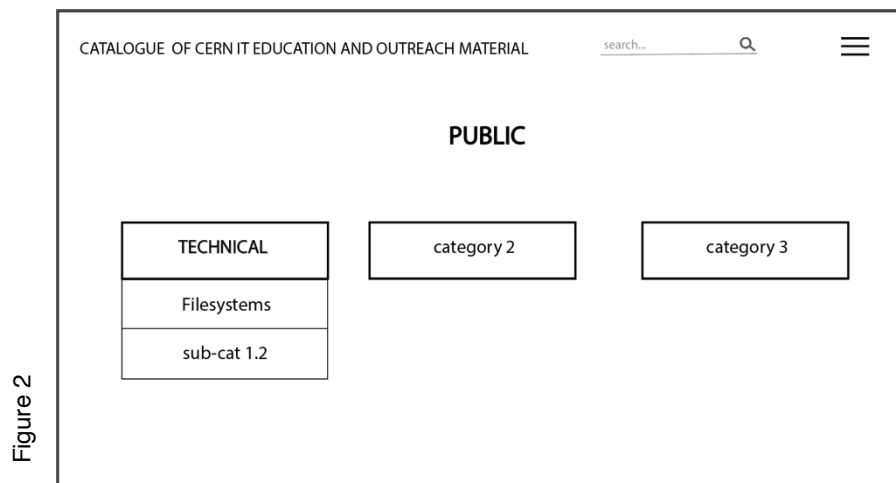 CATALOGUE OF CERN IT EDUCATION AND OUTREACH MATERIAL
search...
PUBLIC
TECHNICAL
category 2
category 3
Filesystems
sub-cat 1.2
Figure 2